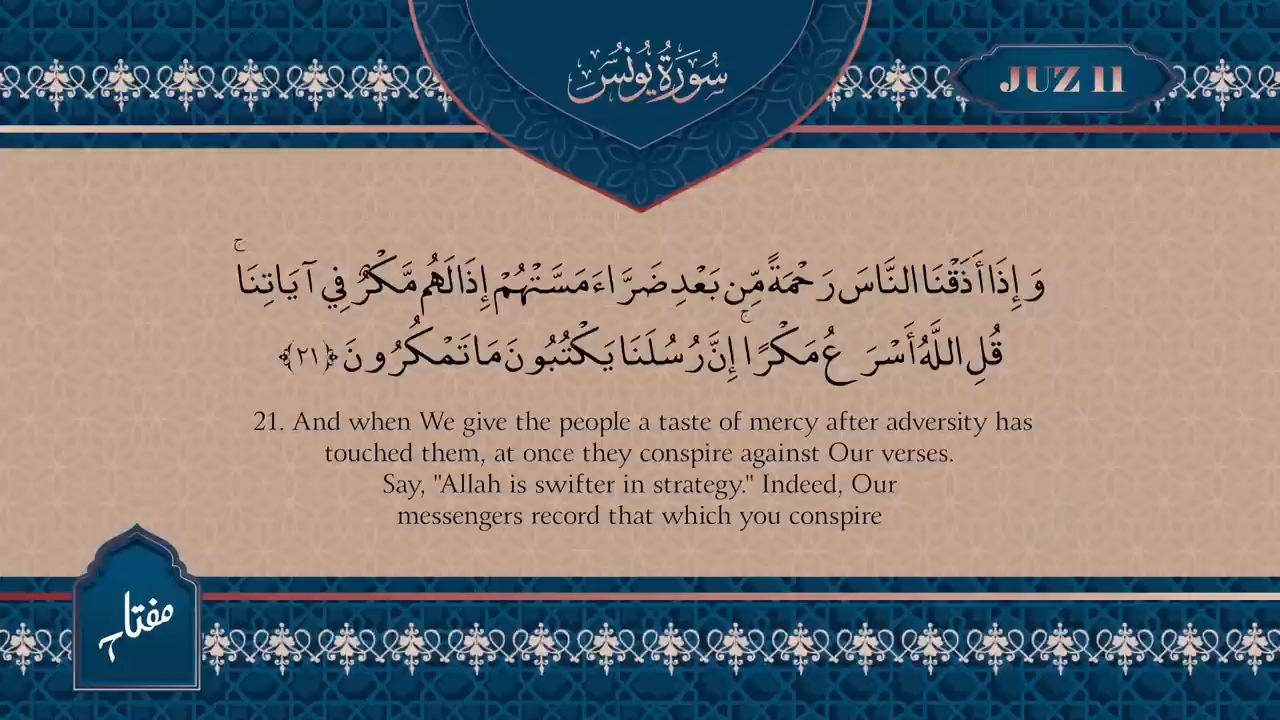 سُورَةُ يُونُسَ
JUZ 11
وَإِذَا أَذَقْنَا النَّاسَ رَحْمَةً مِّن بَعْدِ ضَرَّاءَ مَسَّتْهُمْ إِذَا لَهُم مَّكْرٌ فِي آيَاتِنَا ۚ
قُلِ اللَّهُ أَسْرَعُ مَكْرًا ۚ إِنَّ رُسُلَنَا يَكْتُبُونَ مَا تَمْكُرُونَ ﴿٢١﴾
21. And when We give the people a taste of mercy after adversity has
touched them, at once they conspire against Our verses.
Say, "Allah is swifter in strategy." Indeed, Our
messengers record that which you conspire
مفتاح